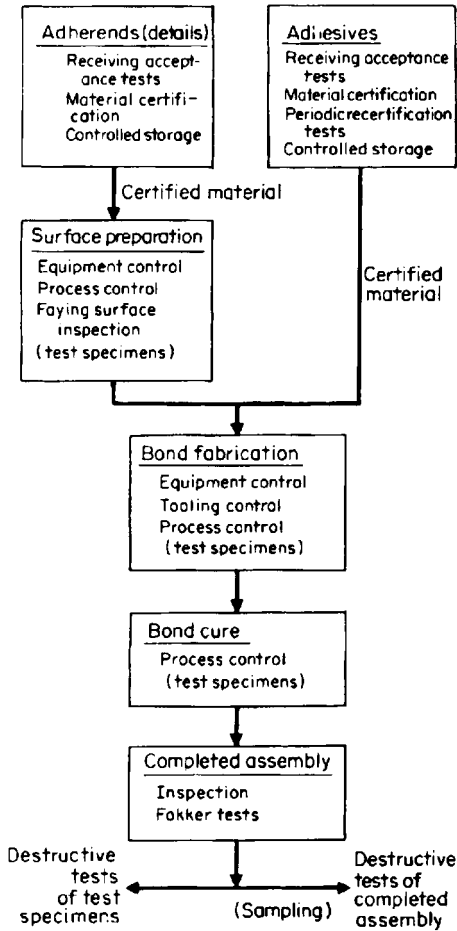 Adherends (details)
Receiving accept-
ance tests
Material certifi-
cation
Controlled storage
Adhesives
Receiving acceptance
tests
Material certification
Periodic recertification
tests
Controlled storage
Certified material
Surface preparation
Equipment control
Process control
Faying surface
inspection
(test specimens)
Certified
material
Bond fabrication
Equipment control
Tooling control
Process control
(test specimens)
Bond cure
Process control
(test specimens)
Completed assembly
Inspection
Fokker tests
Destructive
tests
of test
specimens
(Sampling)
Destructive
tests of
completed
assembly